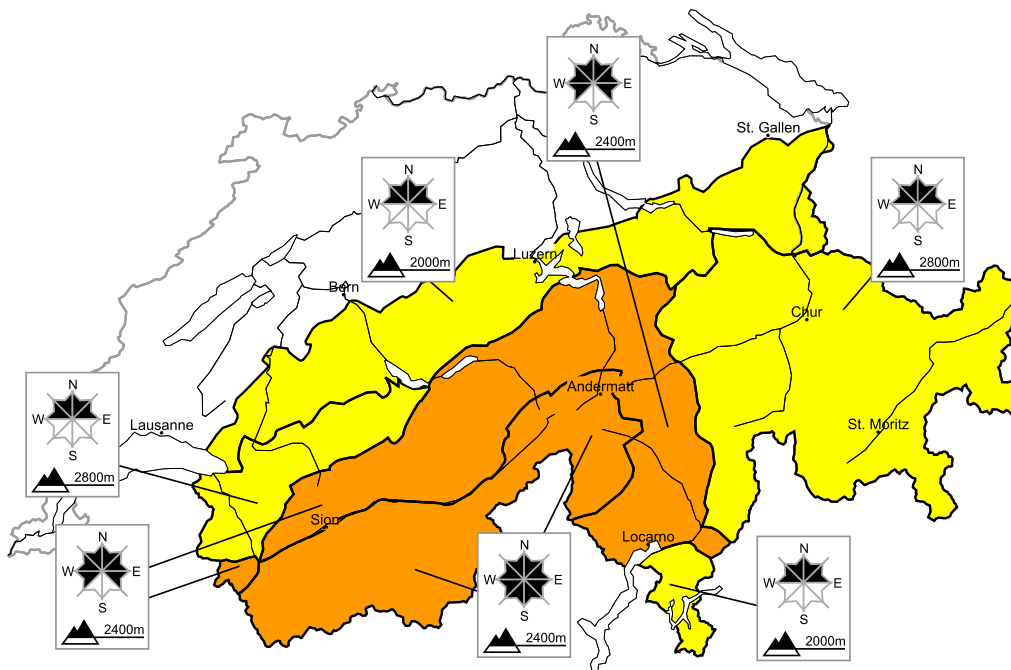 N
W E
S
2400m
St. Gallen
N
W E
S
2000m
N
W E
S
2800m
Luzern
Bern
Chur
N
W E
S
2800m
Andermatt
Lausanne
St. Moritz
Sion
Locarno
N
W E
S
2400m
N
W E
S
2400m
N
W E
S
2000m